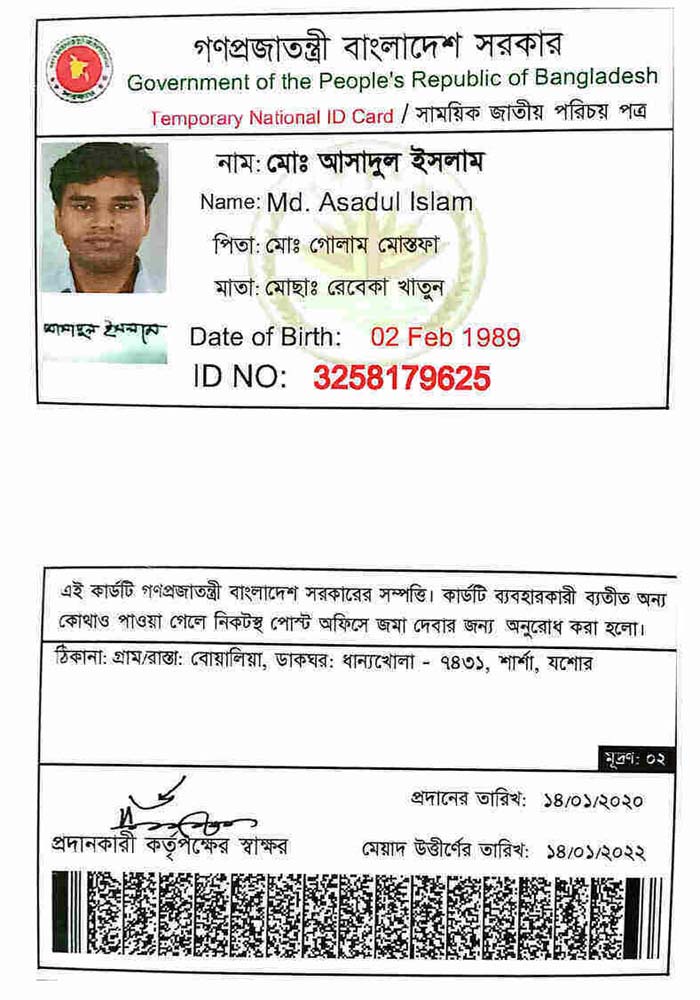 গণপ্রজাতন্ত্রী বাংলাদেশ সরকার
Government of the People's Republic of Bangladesh
Temporary National ID Card / সাময়িক জাতীয় পরিচয় পত্র
নাম: মোঃ আসাদুল ইসলাম
Name: Md. Asadul Islam
পিতা: মোঃ গোলাম মোস্তফা
মাতা: মোছাঃ রেবেকা খাতুন
আসাদুল ইসলাম
Date of Birth: 02 Feb 1989
ID NO: 3258179625
এই কার্ডটি গণপ্রজাতন্ত্রী বাংলাদেশ সরকারের সম্পত্তি। কার্ডটি ব্যবহারকারী ব্যতীত অন্য
কোথাও পাওয়া গেলে নিকটস্থ পোস্ট অফিসে জমা দেবার জন্য অনুরোধ করা হলো।
ঠিকানা: গ্রাম/রাস্তা: বোয়ালিয়া, ডাকঘর: ধান্যখোলা - ৭৪৩১, শার্শা, যশোর
মূদ্রণ: ০২
প্রদানের তারিখ: ১৪/০১/২০২০
প্রদানকারী কর্তৃপক্ষের স্বাক্ষর
মেয়াদ উত্তীর্ণের তারিখ: ১৪/০১/২০২২